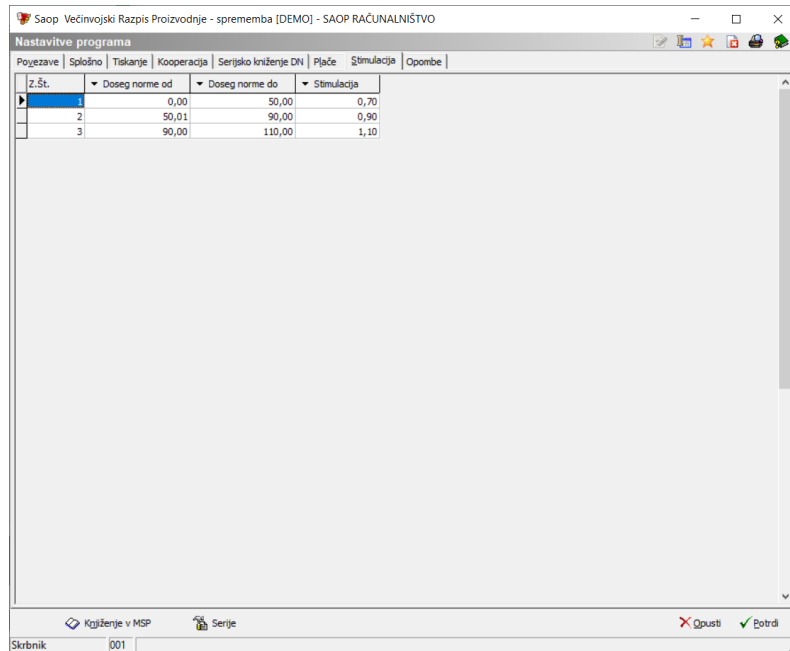 Saop Večinvojski Razpis Proizvodnje - sprememba [DEMO] - SAOP RAČUNALNIŠTVO
Nastavitve programa
Povezave Splošno Tiskanje Kooperacija Serijsko kniženje DN Plače Stimulacija Opombe
Z.Št. Doseg norme od Doseg norme do Stimulacija
1 0,00 50,00 0,70
2 50,01 90,00 0,90
3 90,00 110,00 1,10
Knjiženje v MSP Serije Opusti Potrdi
Skrbnik 001